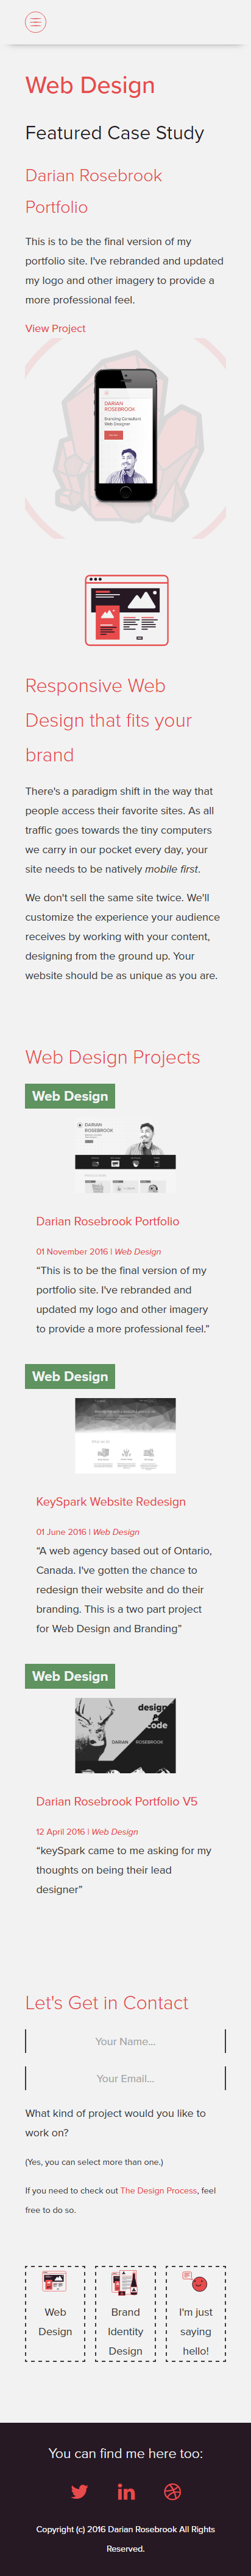 Web Design
Featured Case Study
Darian Rosebrook
Portfolio
This is to be the final version of my
portfolio site. I've rebranded and updated
my logo and other imagery to provide a
more professional feel.
View Project
DARIAN
ROSEBROOK
Branding Consultant
Web Designer
Responsive Web
Design that fits your
brand
There's a paradigm shift in the way that
people access their favorite sites. As all
traffic goes towards the tiny computers
we carry in our pocket every day, your
site needs to be natively mobile first.
We don't sell the same site twice. We'll
customize the experience your audience
receives by working with your content,
designing from the ground up. Your
website should be as unique as you are.
Web Design Projects
Web Design
DARIAN
ROSEBROOK
Darian Rosebrook Portfolio
01 November 2016 | Web Design
“This is to be the final version of my
portfolio site. I've rebranded and
updated my logo and other imagery
to provide a more professional feel.”
Web Design
KeySpark Website Redesign
01 June 2016 | Web Design
“A web agency based out of Ontario,
Canada. I've gotten the chance to
redesign their website and do their
branding. This is a two part project
for Web Design and Branding”
Web Design
design
code
DARIAN ROSEBROOK
Darian Rosebrook Portfolio V5
12 April 2016 | Web Design
“keySpark came to me asking for my
thoughts on being their lead
designer”
Let's Get in Contact
Your Name...
Your Email...
What kind of project would you like to
work on?
(Yes, you can select more than one.)
If you need to check out The Design Process, feel
free to do so.
Web
Design
Brand
Identity
Design
I'm just
saying
hello!
You can find me here too:
Copyright (c) 2016 Darian Rosebrook All Rights
Reserved.